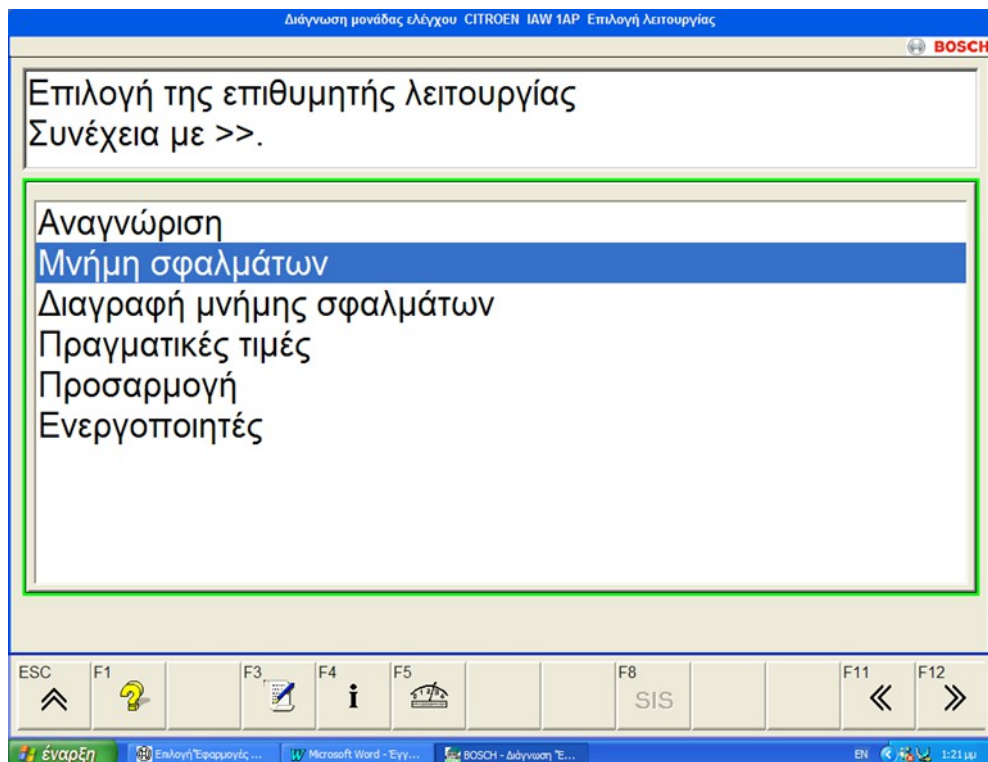 Διάγνωση μονάδας ελέγχου CITROEN IAW 1AP Επιλογή λειτουργίας
BOSCH
Επιλογή της επιθυμητής λειτουργίας
Συνέχεια με >>.
Αναγνώριση
Μνήμη σφαλμάτων
Διαγραφή μνήμης σφαλμάτων
Πραγματικές τιμές
Προσαρμογή
Ενεργοποιητές
ESC F1 F3 F4 F5 F8 F11 F12
SIS
έναρξη Επιλογή Έφαρμογές ... Microsoft Word - Έγγ... BOSCH - Διάγνωση Έ... EN 1:21 μμ